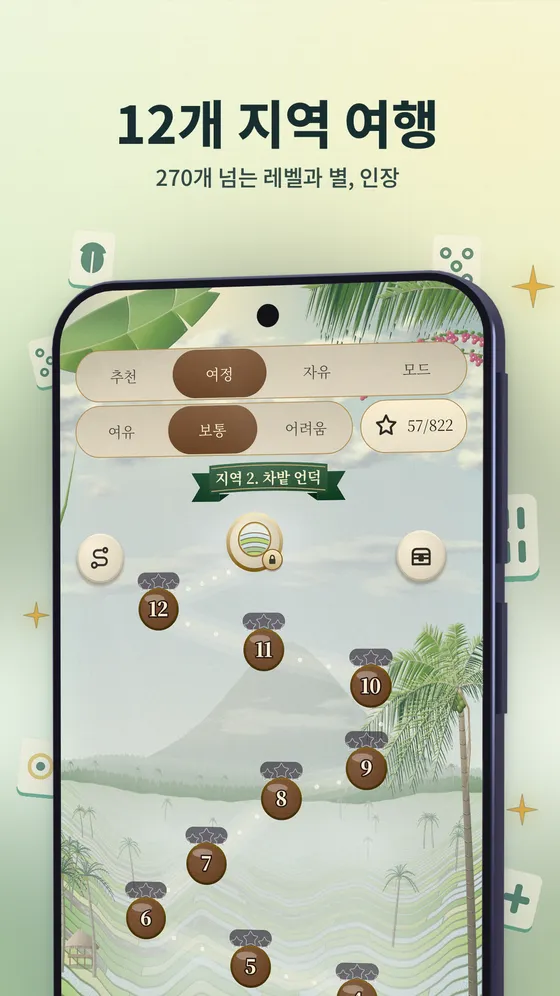 12개 지역 여행
270개 넘는 레벨과 별, 인장
추천 여정 자유 모드
여유 보통 어려움 57/822
지역 2. 차밭 언덕
12
11
10
9
8
7
6
5
4